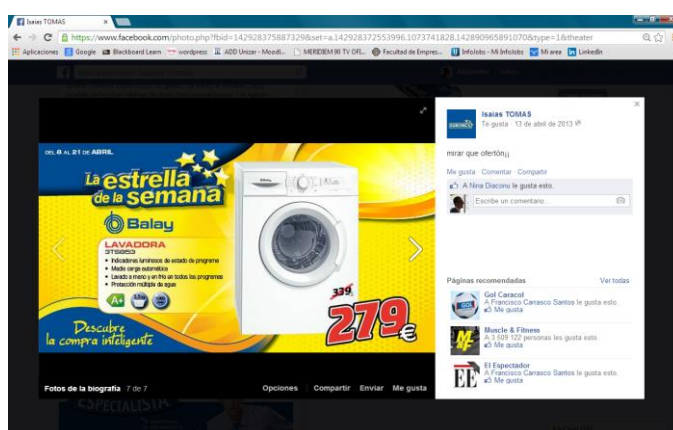 Isaias TOMAS
https://www.facebook.com/photo.php?fbid=142928375887329&set=a.142928372553996.1073741828.142890965891070&type=1&theater
Aplicaciones Google Blackboard Learn wordpress ADD Unizar - Moodl... MERIDIEM 98 TV OFI... Facultad de Empres... InfoJobs - Mi InfoJobs Mi area LinkedIn
DEL 8 AL 21 DE ABRIL
La estrella
de la semana
Balay
LAVADORA
3TS853
• Indicadores luminosos de estado de programa
• Media carga automática
• Lavado a mano y en frío en todos los programas
• Protección múltiple de agua
A+
339€
279€
Descubre
la compra inteligente
Fotos de la biografía 7 de 7
Opciones Compartir Enviar Me gusta
ESPECIALISTA
Isaias TOMAS
Te gusta · 13 de abril de 2013
mirar que ofertón¡¡
Me gusta · Comentar · Compartir
A Nina Diaconu le gusta esto.
Escribe un comentario...
Páginas recomendadas Ver todas
Gol Caracol
A Francisco Carrasco Santos le gusta esto.
Me gusta
Muscle & Fitness
A 3 609 122 personas les gusta esto.
Me gusta
El Espectador
A Francisco Carrasco Santos le gusta esto.
Me gusta